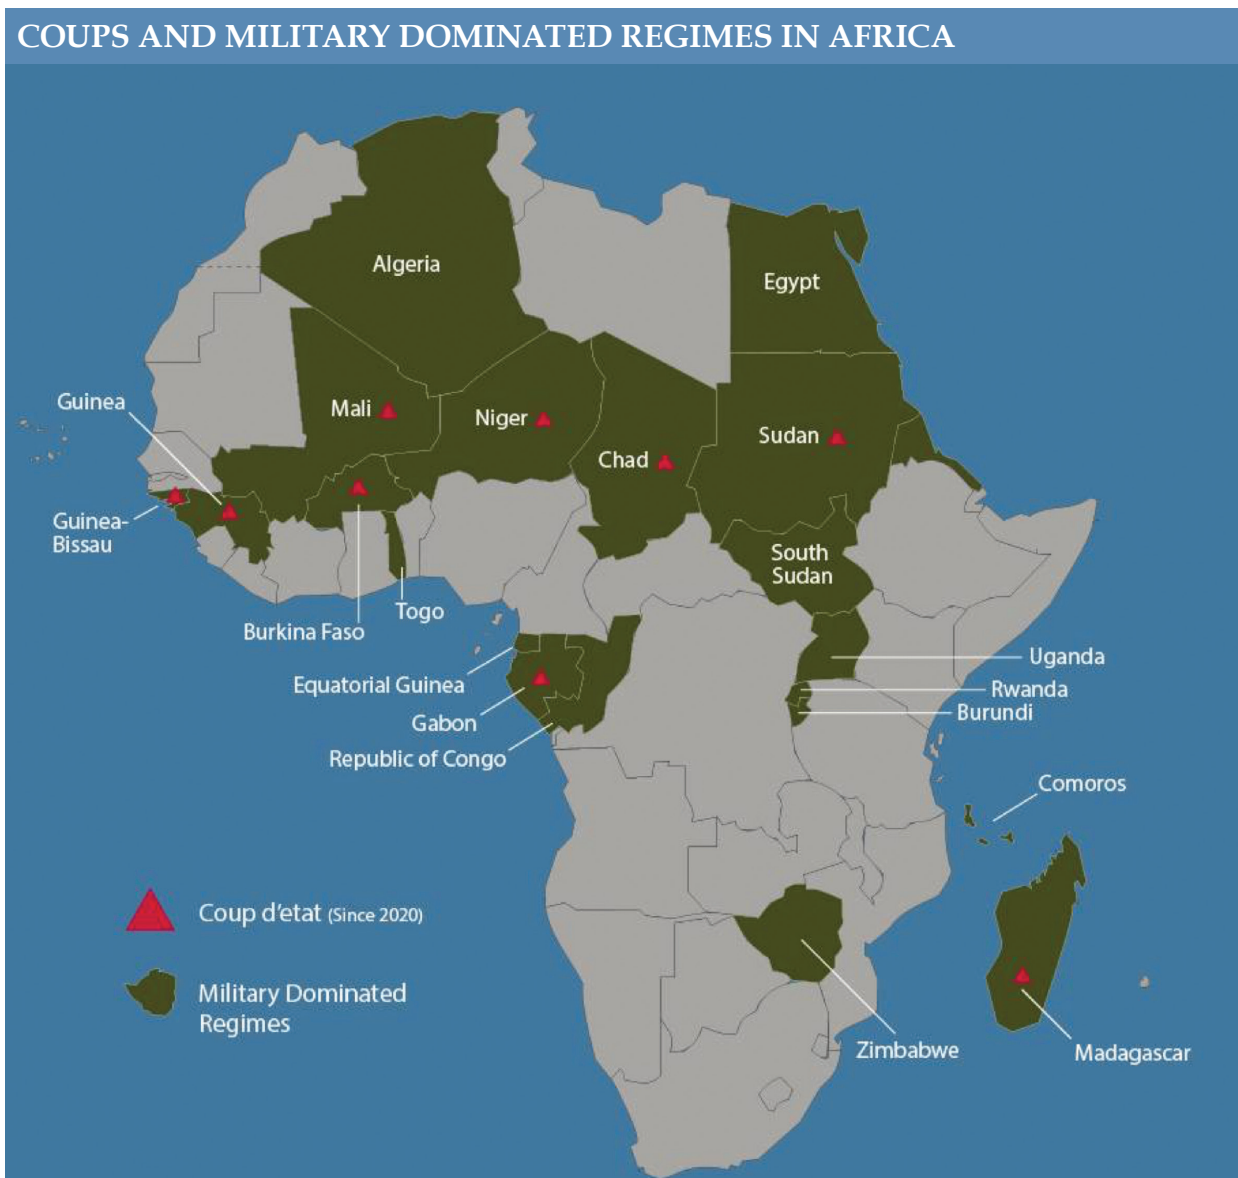 COUPS AND MILITARY DOMINATED REGIMES IN AFRICA
Algeria
Egypt
Guinea
Mali
Niger
Chad
Sudan
Guinea-
Bissau
South
Sudan
Togo
Burkina Faso
Uganda
Equatorial Guinea
Rwanda
Gabon
Burundi
Republic of Congo
Comoros
Coup d'etat (Since 2020)
Military Dominated
Regimes
Zimbabwe
Madagascar